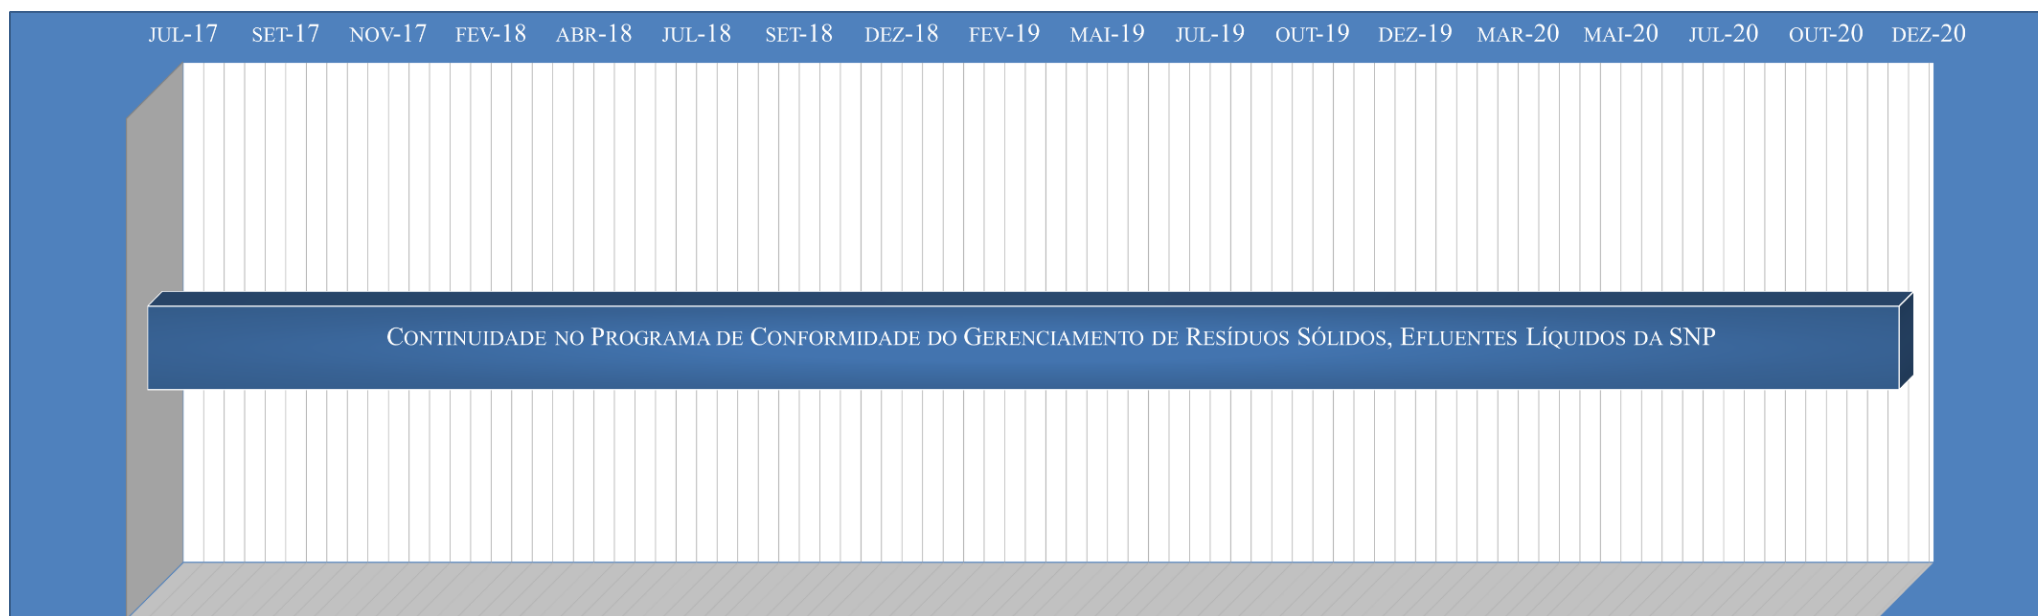 JUL-17 SET-17 NOV-17 FEV-18 ABR-18 JUL-18 SET-18 DEZ-18 FEV-19 MAI-19 JUL-19 OUT-19 DEZ-19 MAR-20 MAI-20 JUL-20 OUT-20 DEZ-20
Continuidade no Programa de Conformidade do Gerenciamento de Resíduos Sólidos, Efluentes Líquidos da SNP